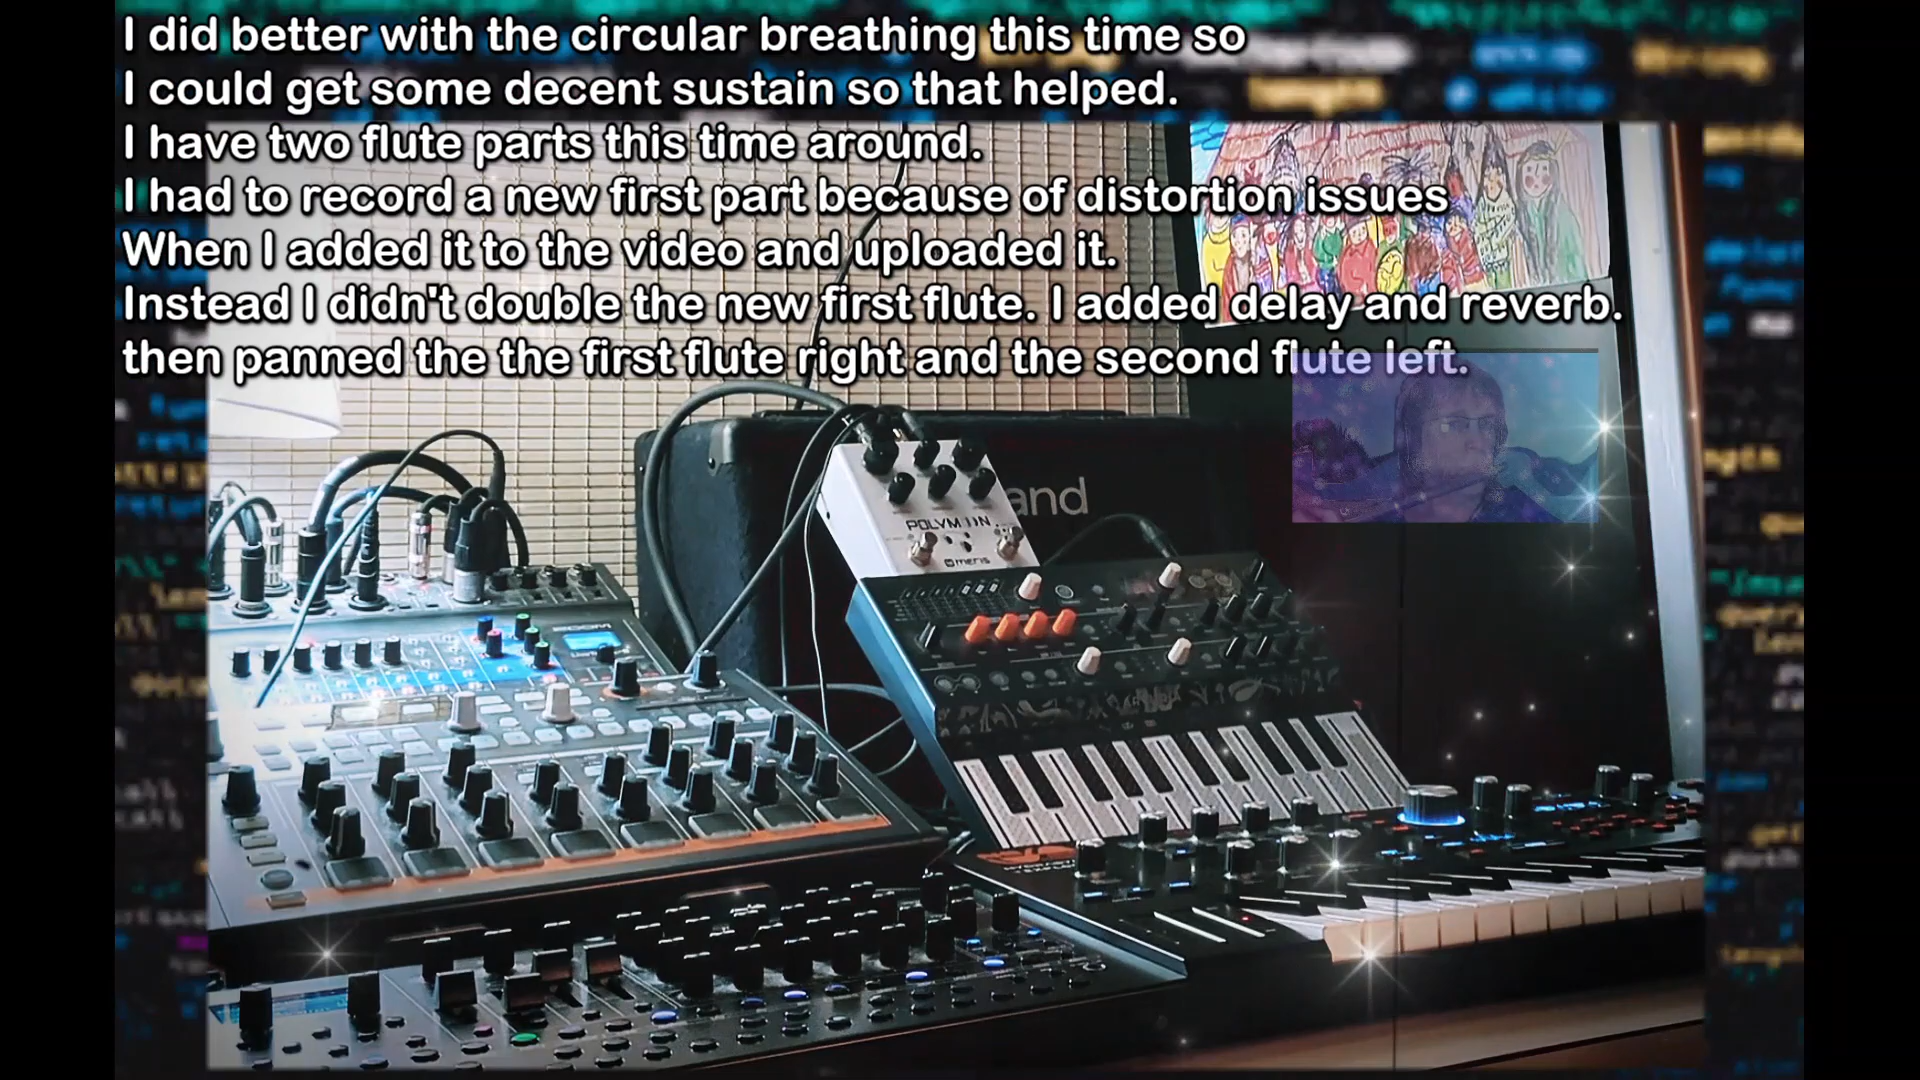 I did better with the circular breathing this time so
I could get some decent sustain so that helped.
I have two flute parts this time around.
I had to record a new first part because of distortion issues
When I added it to the video and uploaded it.
Instead I didn't double the new first flute. I added delay and reverb.
then panned the the first flute right and the second flute left.
and
POLYMOON
meris